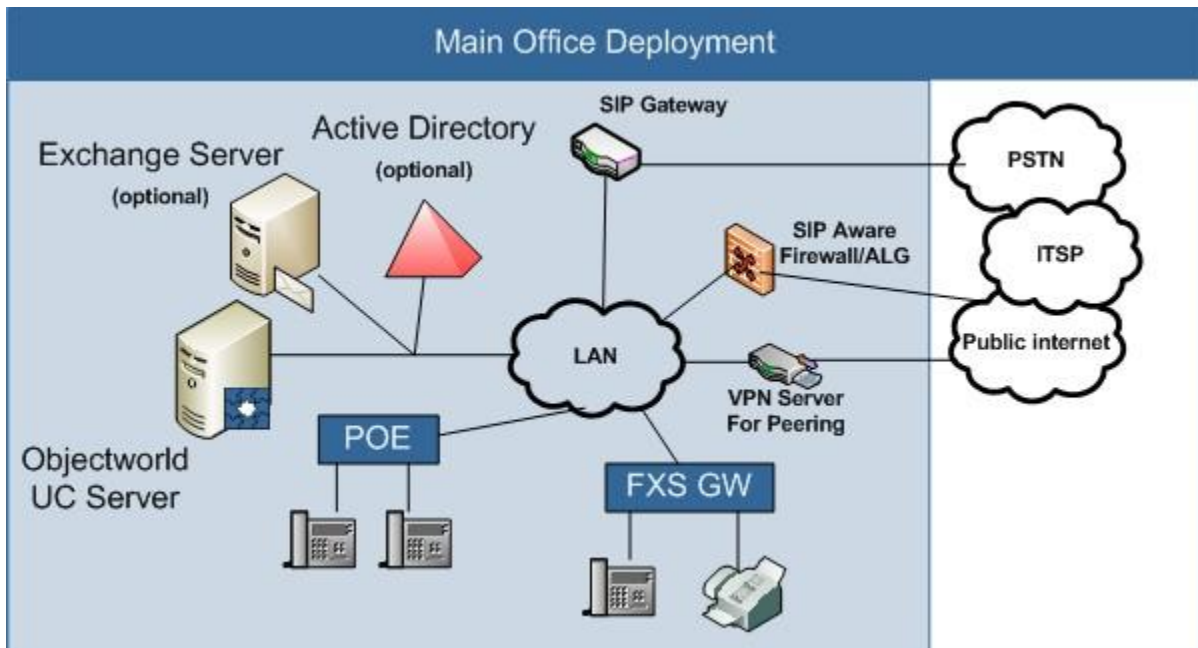 Main Office Deployment
SIP Gateway
Active Directory
(optional)
Exchange Server
(optional)
PSTN
SIP Aware
Firewall/ALG
ITSP
Public internet
LAN
VPN Server
For Peering
Objectworld
UC Server
POE
FXS GW